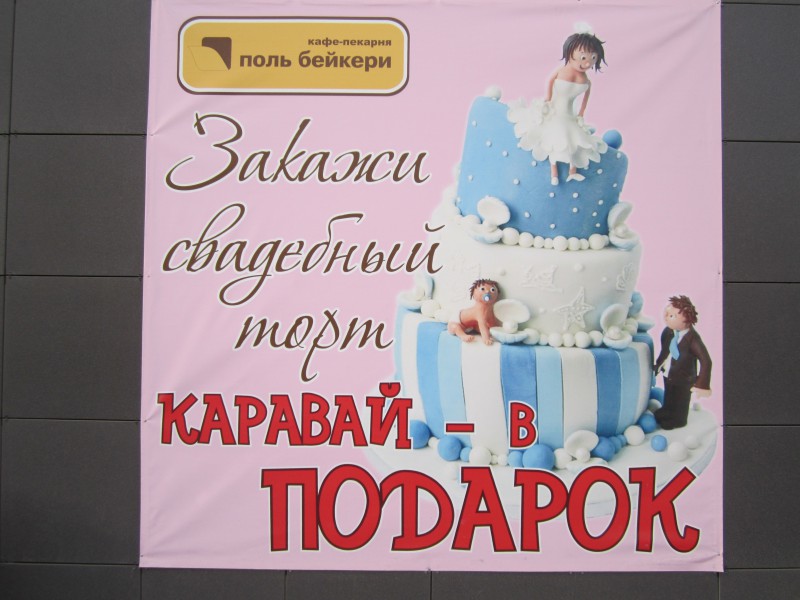 кафе-пекарня
поль бейкери
Закажи
свадебный
торт
КАРАВАЙ - В
ПОДАРОК